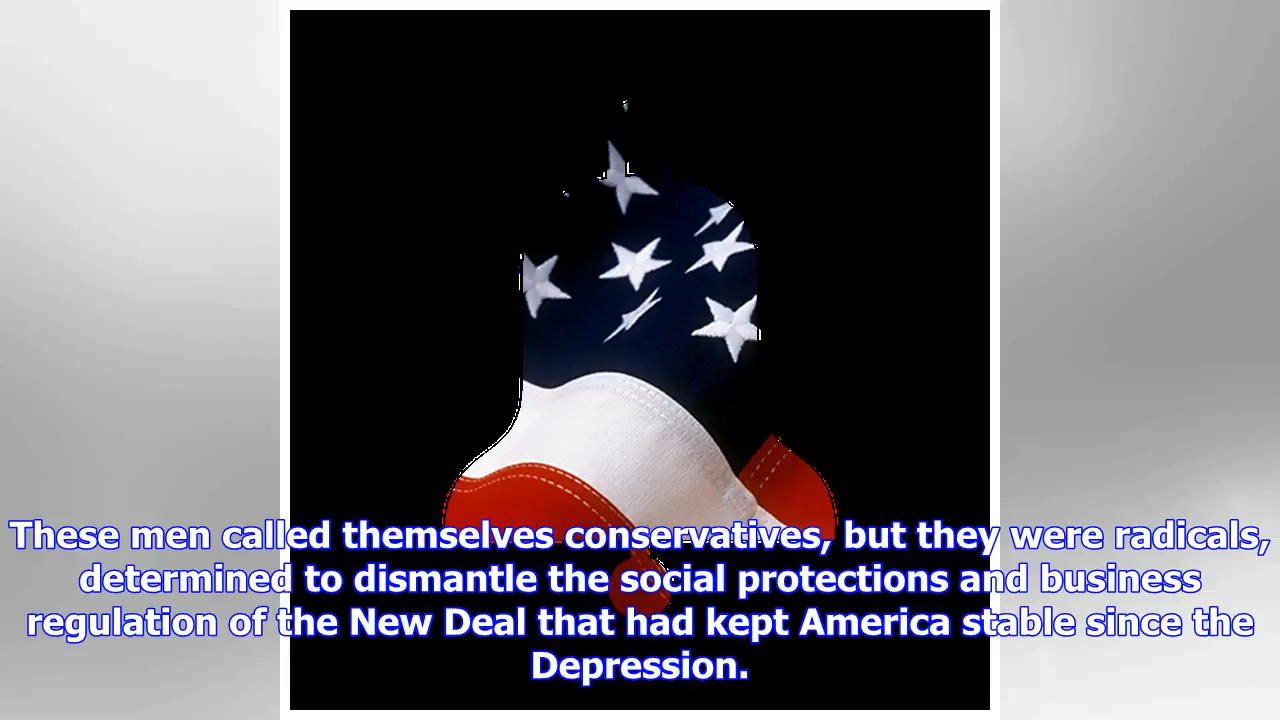 These men called themselves conservatives, but they were radicals,
determined to dismantle the social protections and business
regulation of the New Deal that had kept America stable since the
Depression.